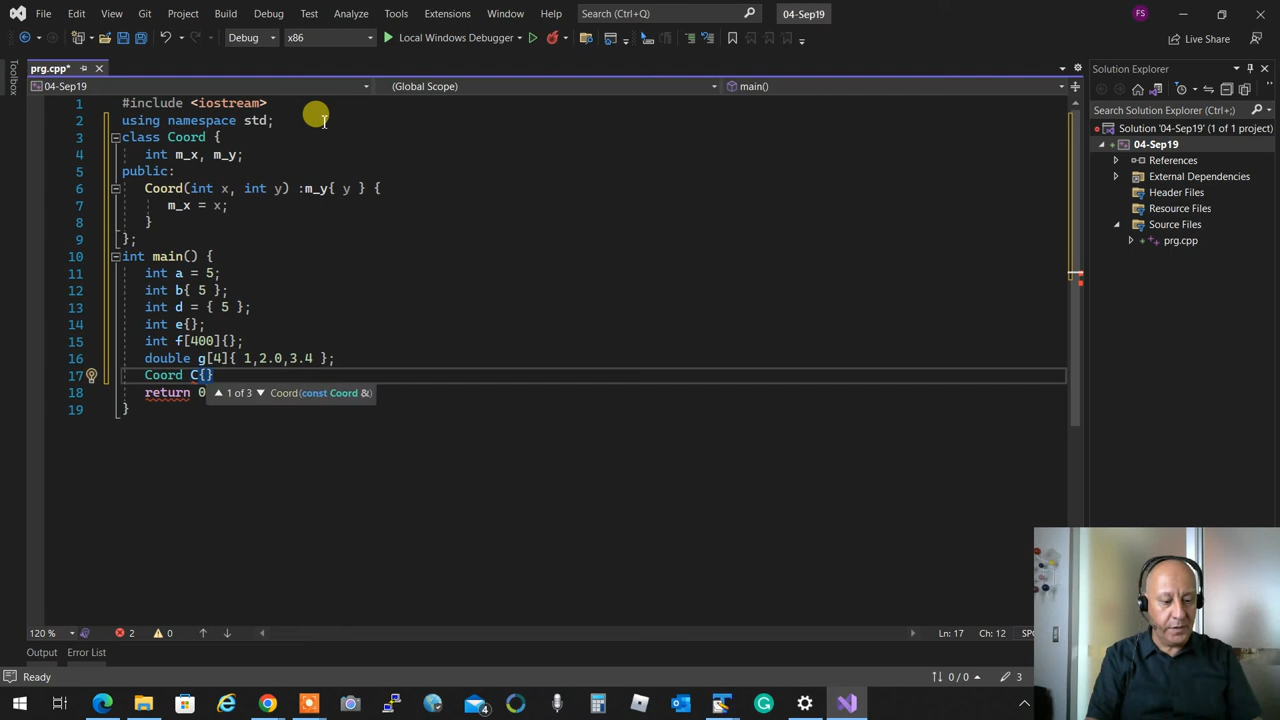 File Edit View Git Project Build Debug Test Analyze Tools Extensions Window Help Search (Ctrl+Q) 04-Sep19 FS
Debug x86 Local Windows Debugger Live Share
prg.cpp* Solution Explorer
04-Sep19 (Global Scope) main()
Toolbox
Search Solution Explorer (Ctrl+;)
Solution '04-Sep19' (1 of 1 project)
04-Sep19
References
External Dependencies
Header Files
Resource Files
Source Files
prg.cpp
1 #include <iostream>
2 using namespace std;
3 class Coord {
4 int m_x, m_y;
5 public:
6 Coord(int x, int y) :m_y{ y } {
7 m_x = x;
8 }
9 };
10 int main() {
11 int a = 5;
12 int b{ 5 };
13 int d = { 5 };
14 int e{};
15 int f[400]{};
16 double g[4]{ 1,2.0,3.4 };
17 Coord C{}
18 return 0
1 of 3 Coord(const Coord &)
19 }
120 % 2 0 Ln: 17 Ch: 12 SPC
Output Error List
Ready 0 / 0 3
4